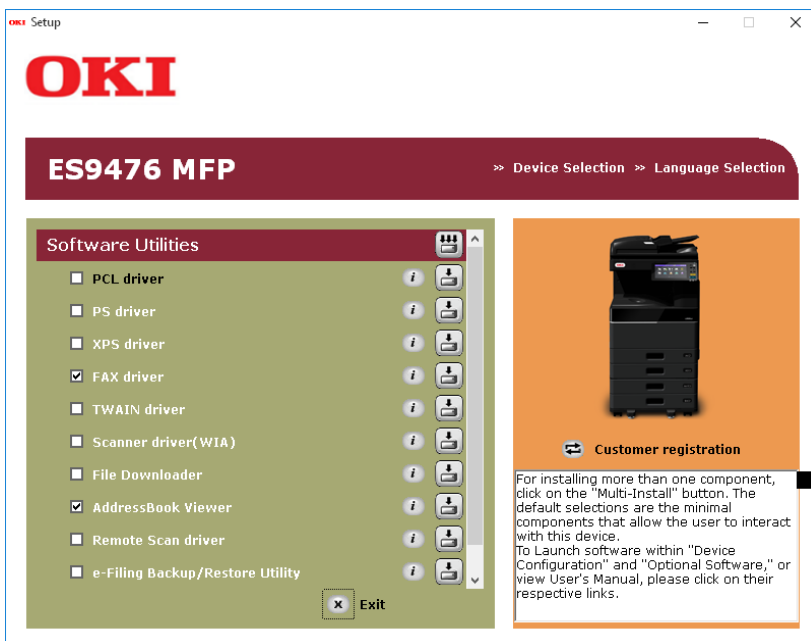 OKI Setup
OKI
ES9476 MFP
>> Device Selection >> Language Selection
Software Utilities
PCL driver
PS driver
XPS driver
FAX driver
TWAIN driver
Scanner driver(WIA)
File Downloader
AddressBook Viewer
Remote Scan driver
e-Filing Backup/Restore Utility
Exit
Customer registration
For installing more than one component,
click on the "Multi-Install" button. The
default selections are the minimal
components that allow the user to interact
with this device.
To Launch software within "Device
Configuration" and "Optional Software," or
view User's Manual, please click on their
respective links.